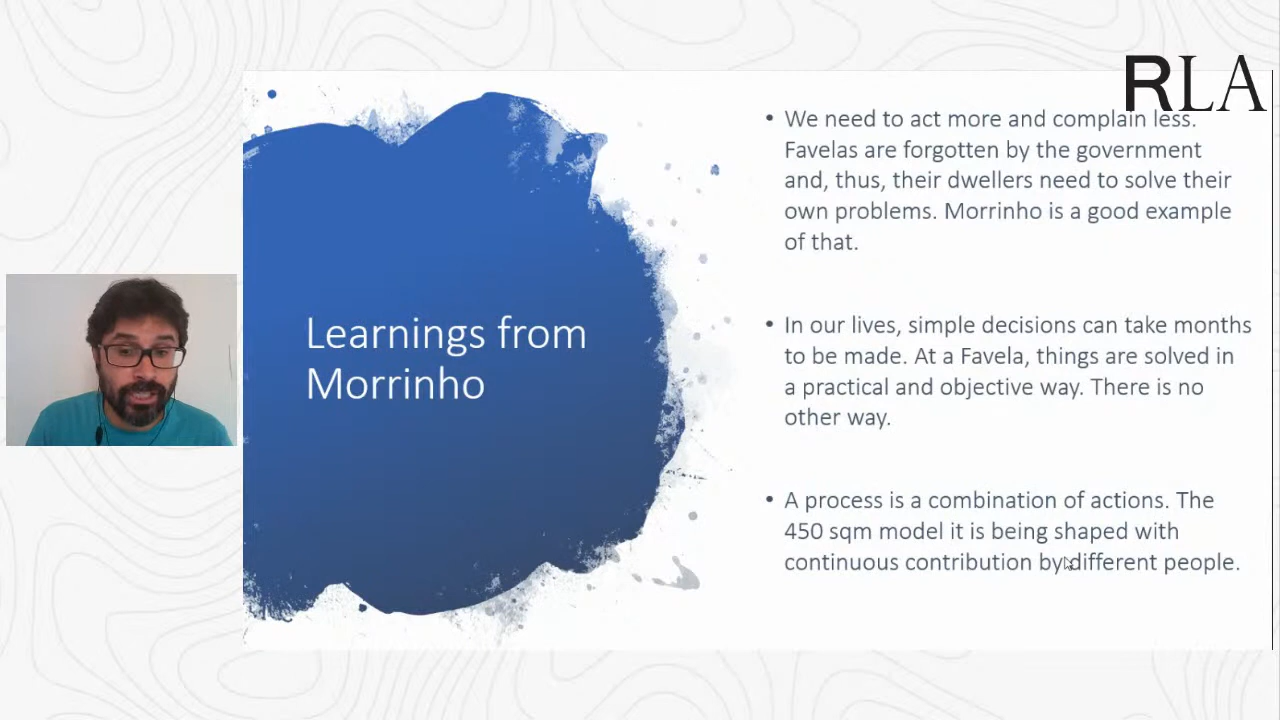 RLA
Learnings from
Morrinho
• We need to act more and complain less.
Favelas are forgotten by the government
and, thus, their dwellers need to solve their
own problems. Morrinho is a good example
of that.
• In our lives, simple decisions can take months
to be made. At a Favela, things are solved in
a practical and objective way. There is no
other way.
• A process is a combination of actions. The
450 sqm model it is being shaped with
continuous contribution by different people.